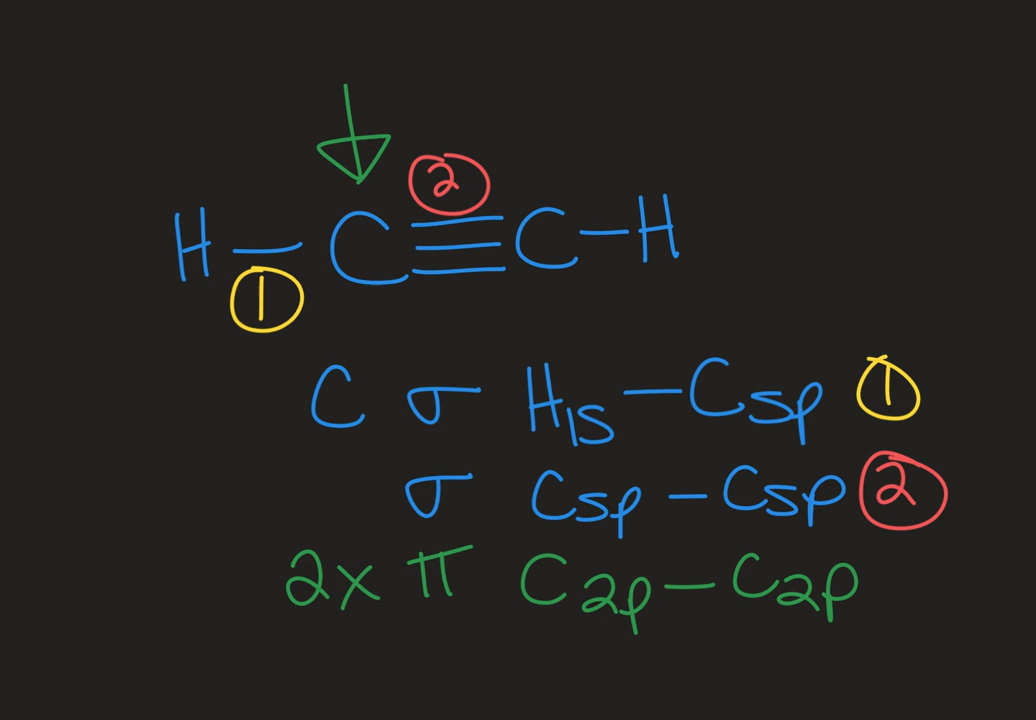 2
H — C ≡ C — H
1
C σ H1s — Csp 1
σ Csp — Csp 2
2x π C2p — C2p